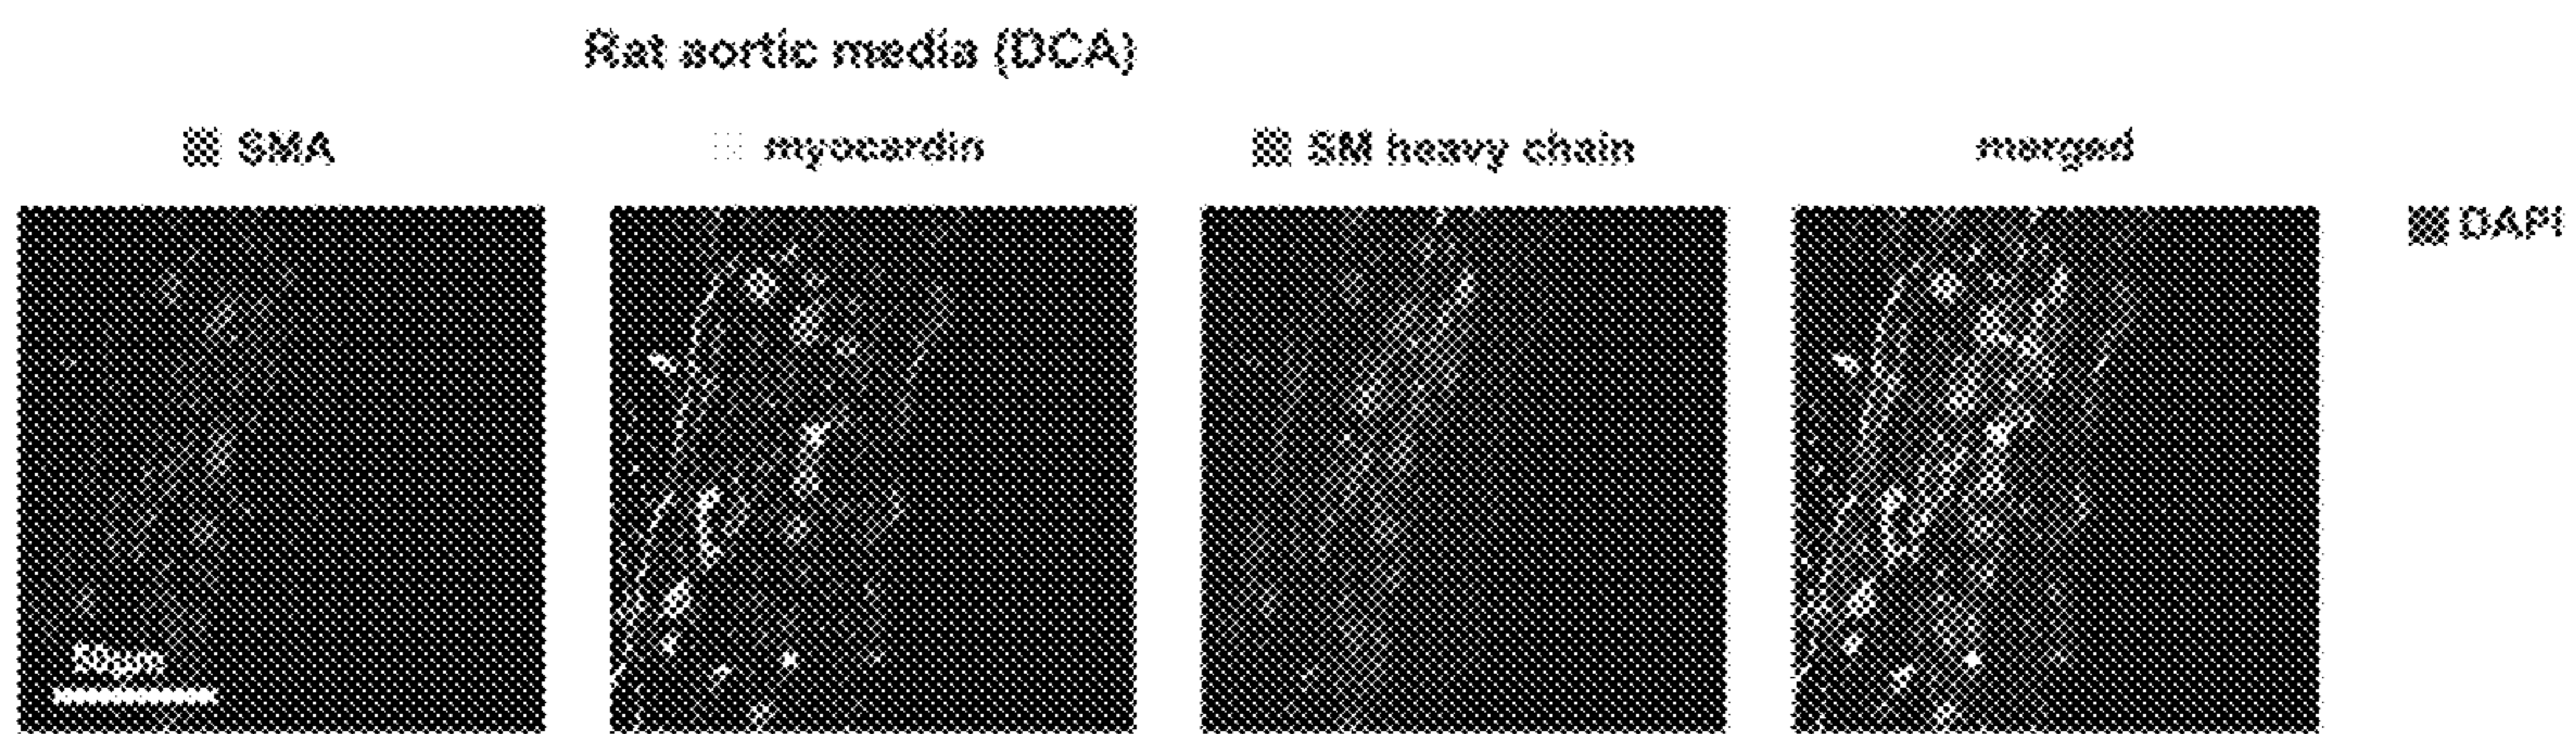 Rat aortic media (DCA)
SMA
myocardin
SM heavy chain
merged
DAPI
50µm